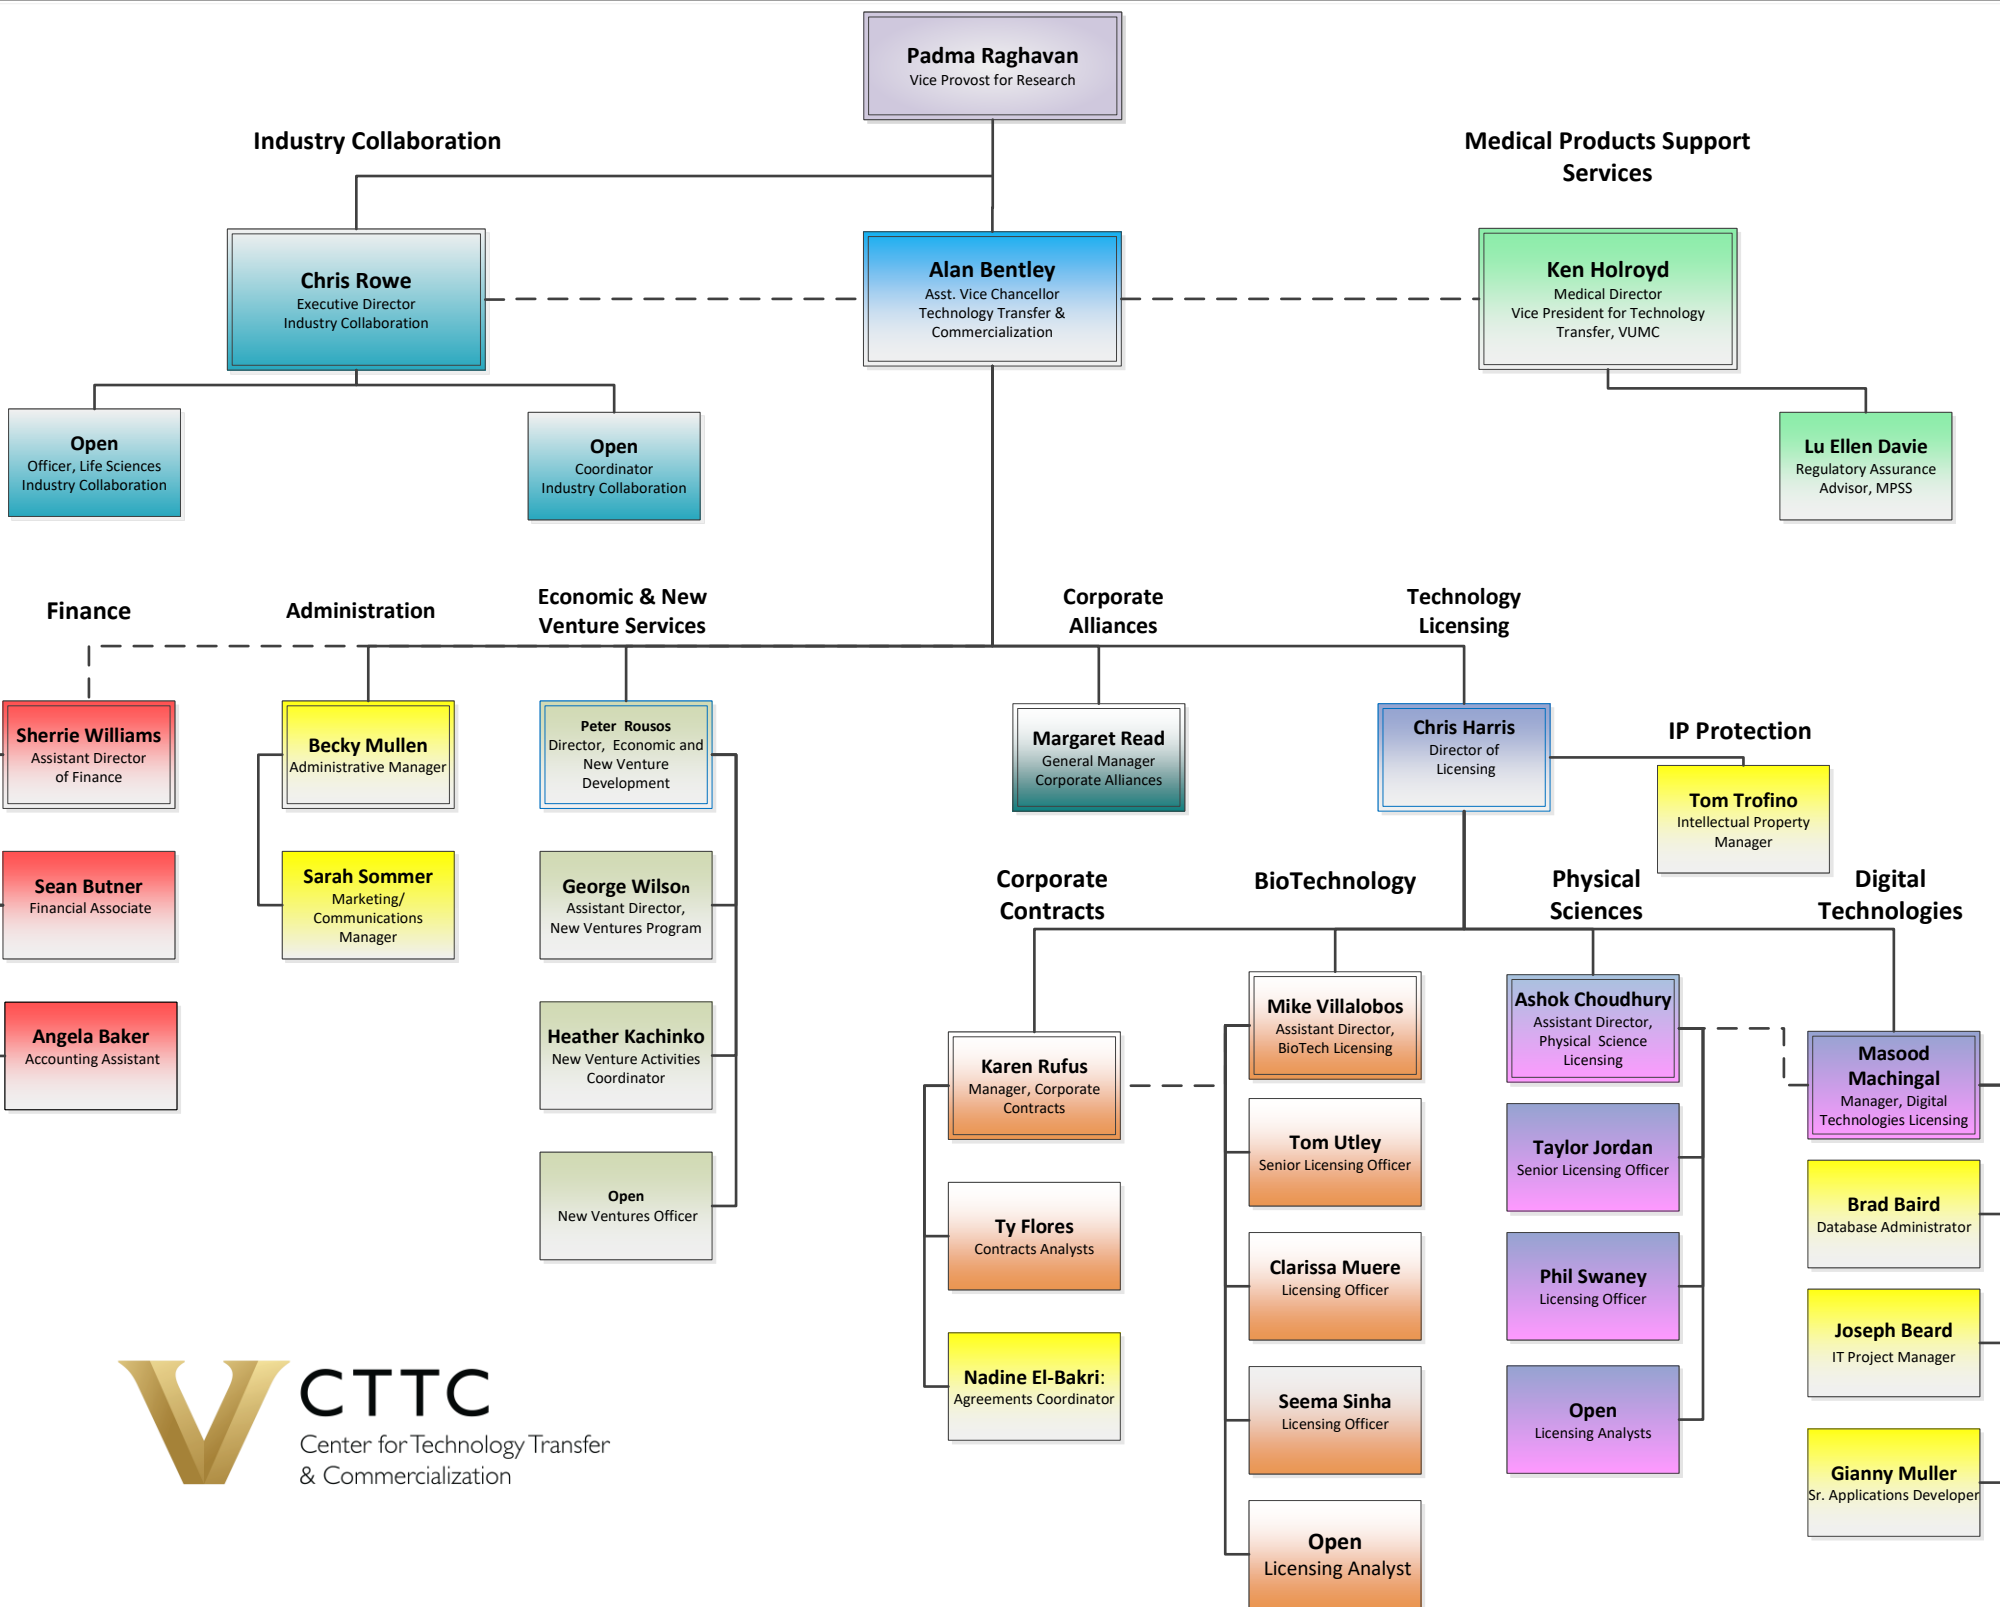 Padma Raghavan
Vice Provost for Research
Industry Collaboration
Medical Products Support
Services
Chris Rowe
Executive Director
Industry Collaboration
Alan Bentley
Asst. Vice Chancellor
Technology Transfer &
Commercialization
Ken Holroyd
Medical Director
Vice President for Technology
Transfer, VUMC
Open
Officer, Life Sciences
Industry Collaboration
Open
Coordinator
Industry Collaboration
Lu Ellen Davie
Regulatory Assurance
Advisor, MPSS
Finance
Administration
Economic & New
Venture Services
Corporate
Alliances
Technology
Licensing
Sherrie Williams
Assistant Director
of Finance
Becky Mullen
Administrative Manager
Peter Rousos
Director, Economic and
New Venture
Development
Margaret Read
General Manager
Corporate Alliances
Chris Harris
Director of
Licensing
IP Protection
Tom Trofino
Intellectual Property
Manager
Sean Butner
Financial Associate
Sarah Sommer
Marketing/
Communications
Manager
George Wilson
Assistant Director,
New Ventures Program
Corporate
Contracts
BioTechnology
Physical
Sciences
Digital
Technologies
Angela Baker
Accounting Assistant
Heather Kachinko
New Venture Activities
Coordinator
Open
New Ventures Officer
Karen Rufus
Manager, Corporate
Contracts
Ty Flores
Contracts Analysts
Nadine El-Bakri:
Agreements Coordinator
Mike Villalobos
Assistant Director,
BioTech Licensing
Tom Utley
Senior Licensing Officer
Clarissa Muere
Licensing Officer
Seema Sinha
Licensing Officer
Open
Licensing Analyst
Ashok Choudhury
Assistant Director,
Physical Science
Licensing
Taylor Jordan
Senior Licensing Officer
Phil Swaney
Licensing Officer
Open
Licensing Analysts
Masood
Machingal
Manager, Digital
Technologies Licensing
Brad Baird
Database Administrator
Joseph Beard
IT Project Manager
Gianny Muller
Sr. Applications Developer
CTTC
Center for Technology Transfer
& Commercialization